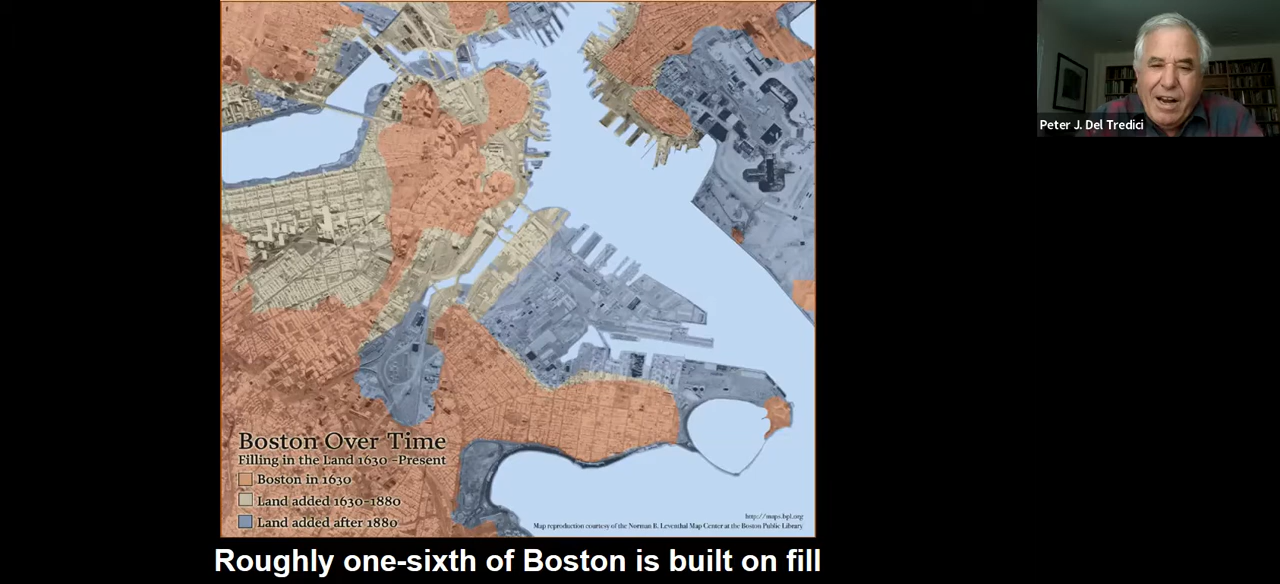 Peter J. Del Tredici
Boston Over Time
Filling in the Land 1630-Present
Boston in 1630
Land added 1630-1880
Land added after 1880
http://maps.bpl.org
Map reproduction courtesy of the Norman B. Leventhal Map Center at the Boston Public Library
Roughly one-sixth of Boston is built on fill